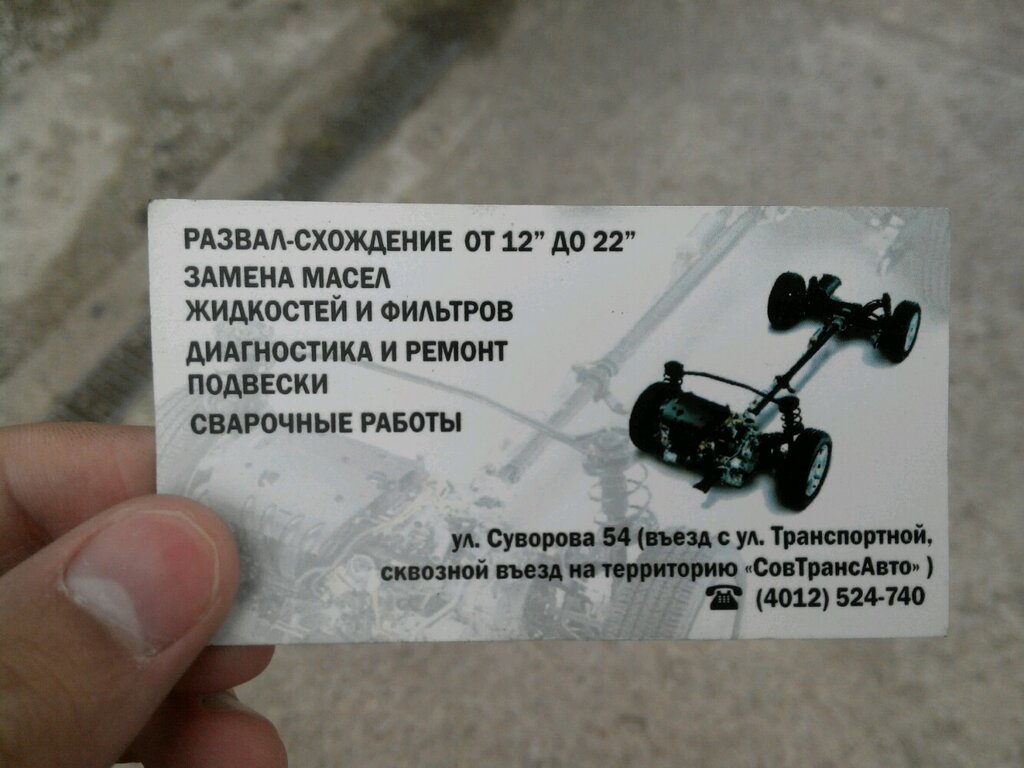 РАЗВАЛ-СХОЖДЕНИЕ ОТ 12” ДО 22”
ЗАМЕНА МАСЕЛ
ЖИДКОСТЕЙ И ФИЛЬТРОВ
ДИАГНОСТИКА И РЕМОНТ
ПОДВЕСКИ
СВАРОЧНЫЕ РАБОТЫ
ул. Суворова 54 (въезд с ул. Транспортной,
сквозной въезд на территорию «СовТрансАвто» )
☎ (4012) 524-740